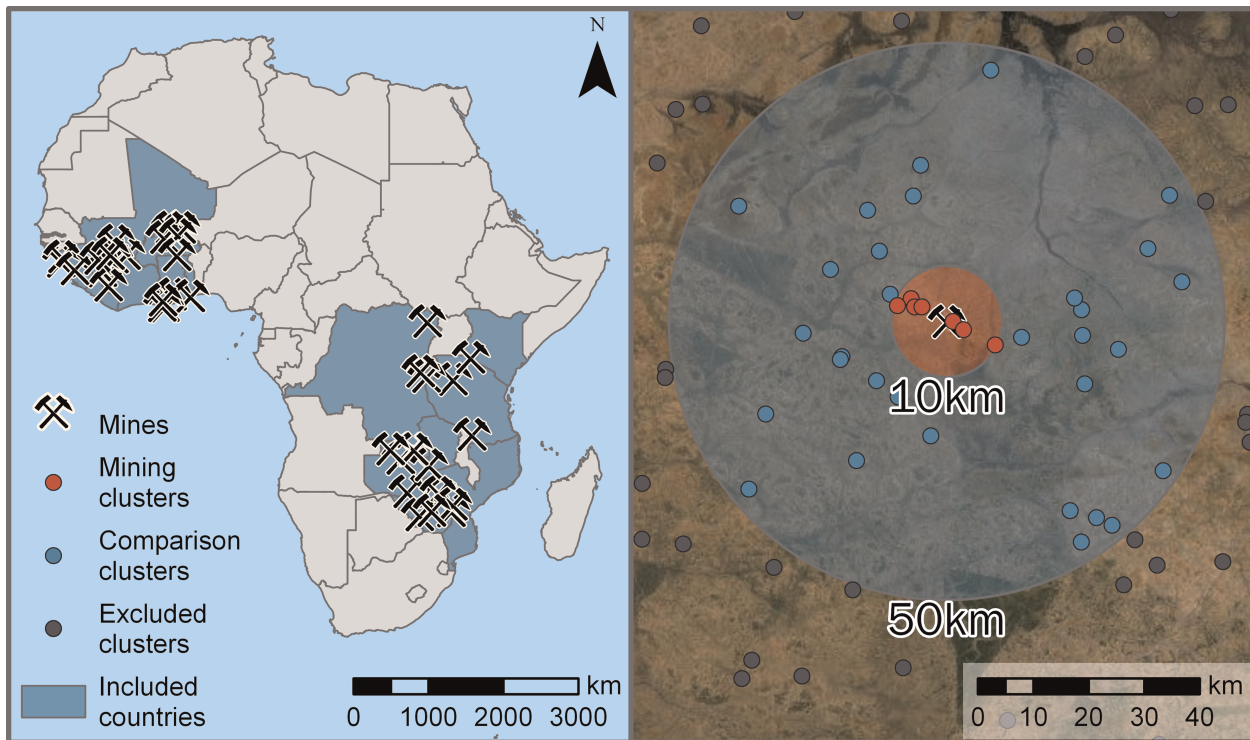 N
Mines
Mining
clusters
Comparison
clusters
Excluded
clusters
Included
countries
km
0 1000 2000 3000
10km
50km
km
0 10 20 30 40